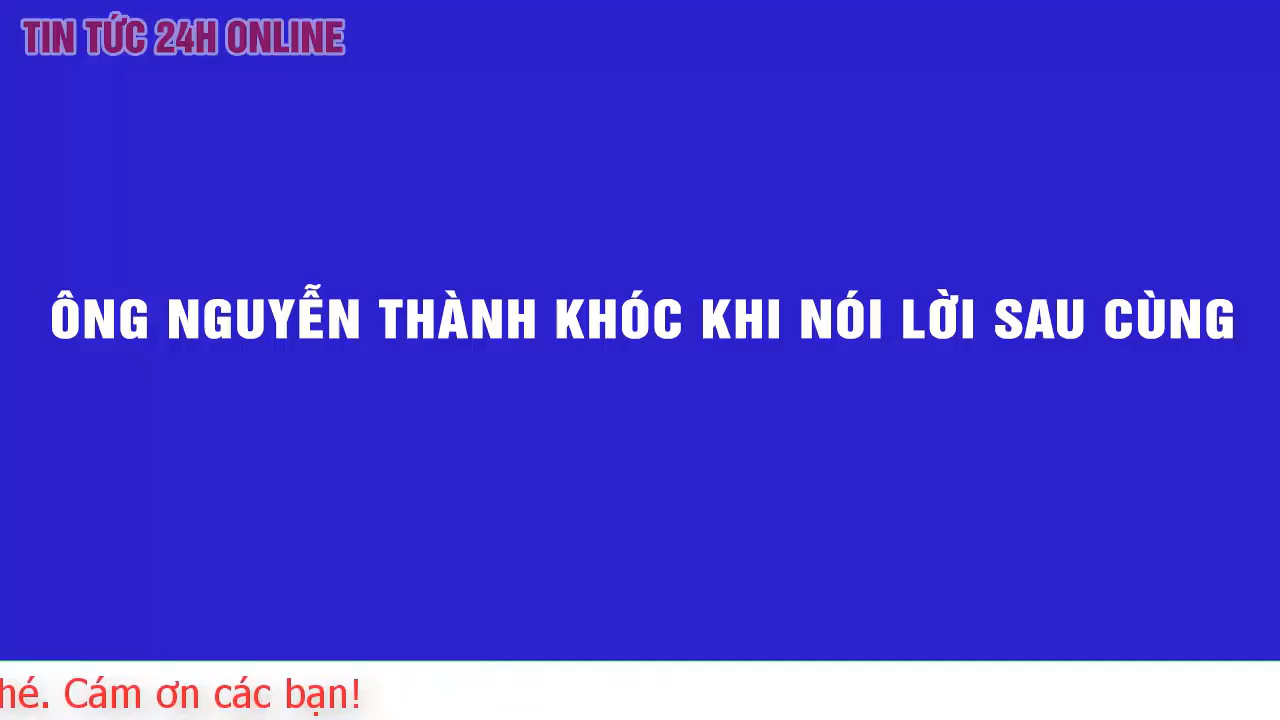 TIN TỨC 24H ONLINE
ÔNG NGUYỄN THÀNH KHÓC KHI NÓI LỜI SAU CÙNG
hé. Cám ơn các bạn!